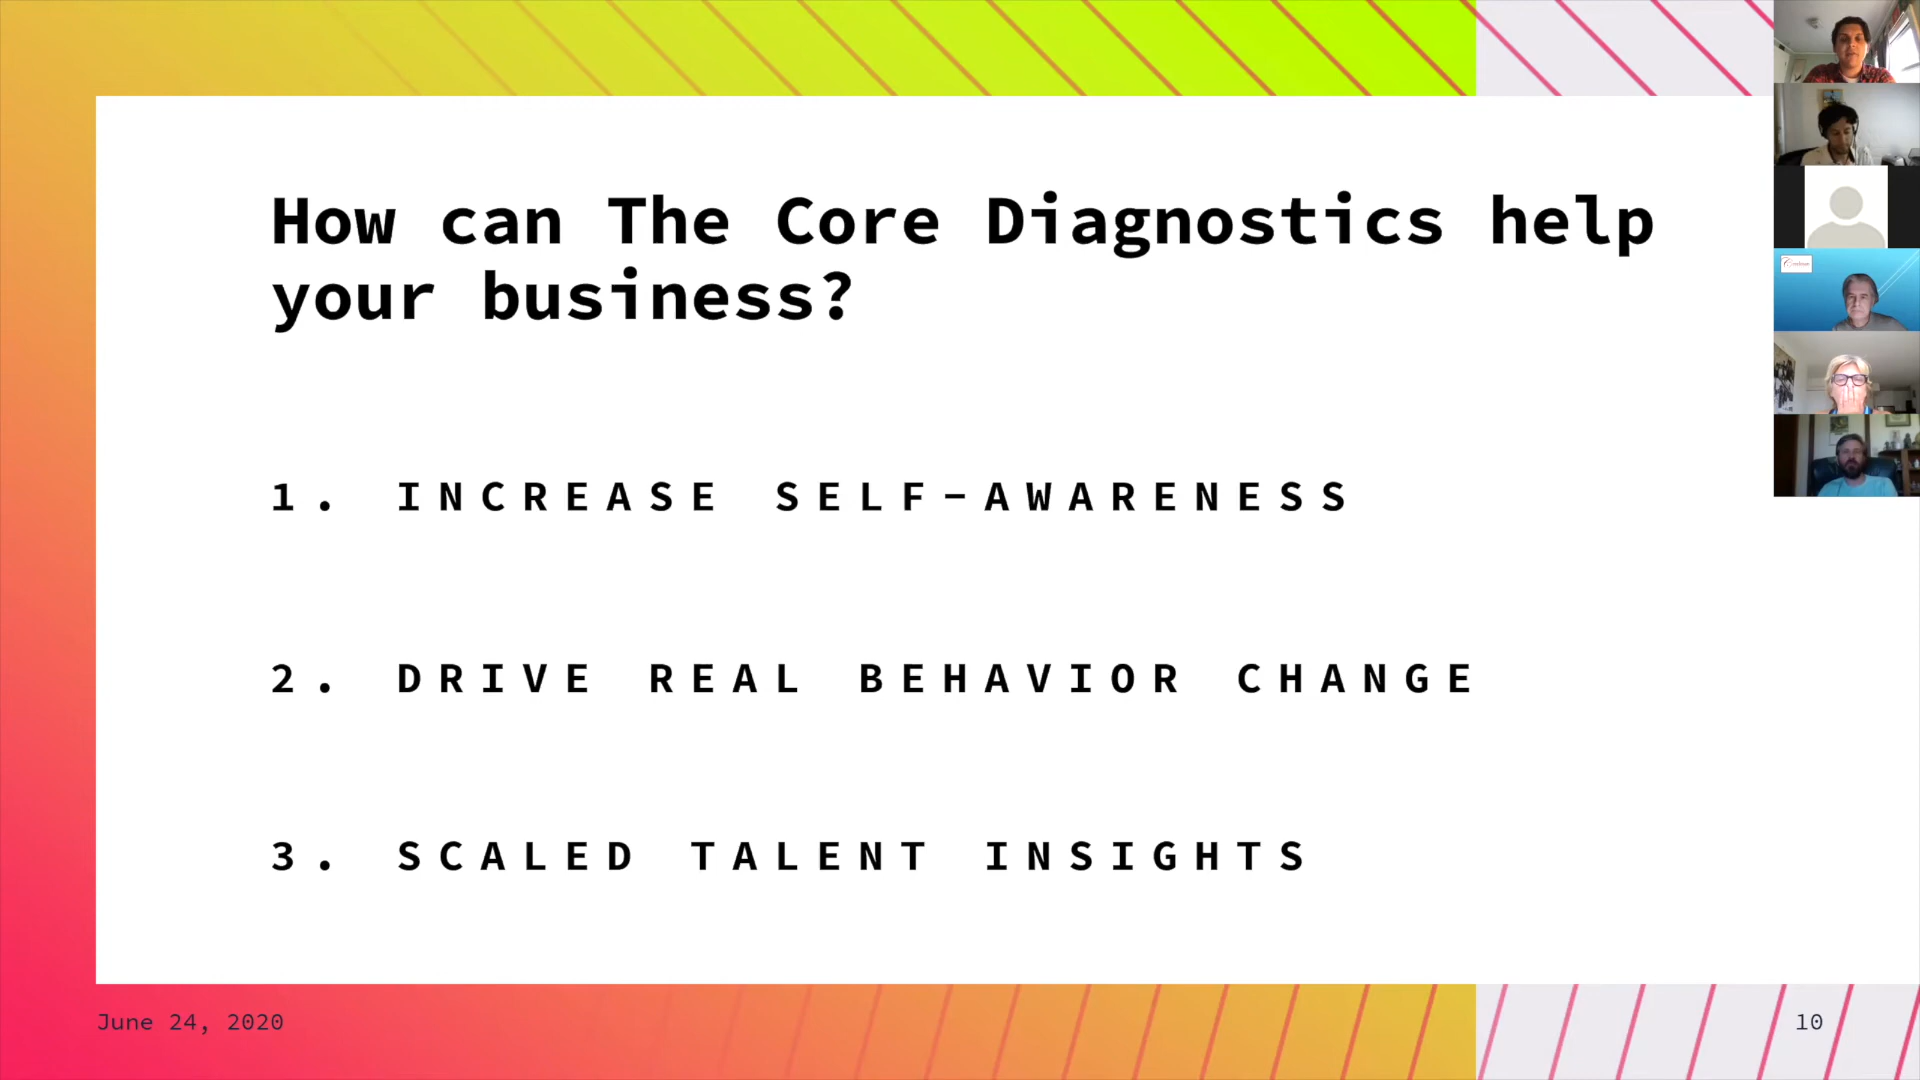 How can The Core Diagnostics help
your business?
1. INCREASE SELF-AWARENESS
2. DRIVE REAL BEHAVIOR CHANGE
3. SCALED TALENT INSIGHTS
June 24, 2020
10